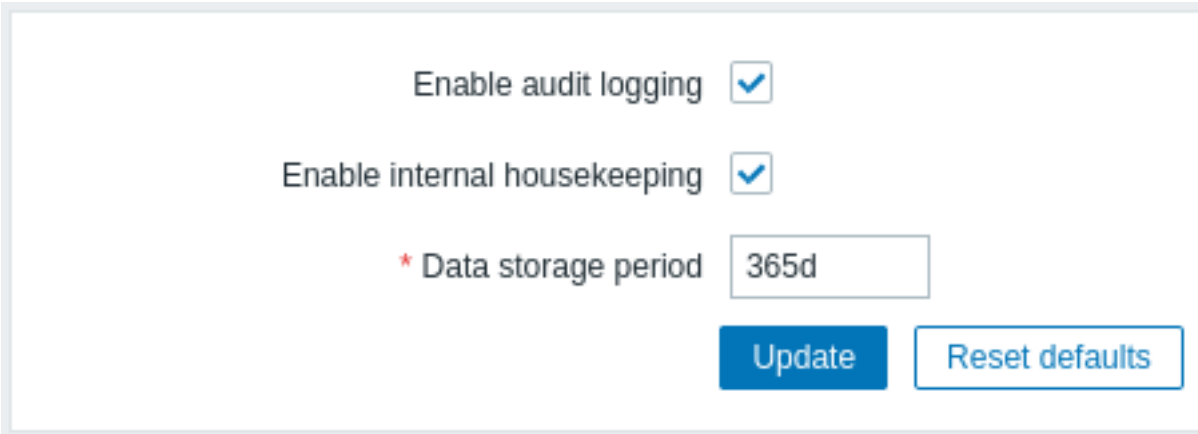 Enable audit logging
Enable internal housekeeping
* Data storage period 365d
Update Reset defaults